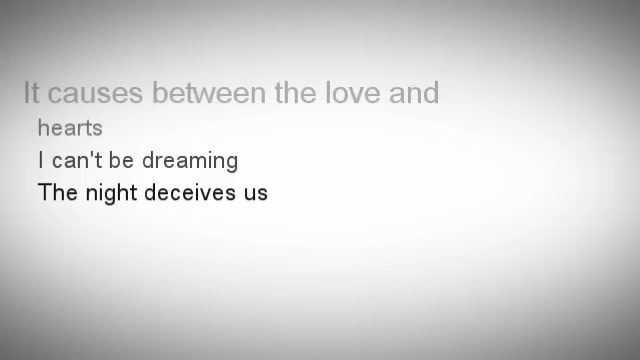 It causes between the love and
hearts
I can't be dreaming
The night deceives us